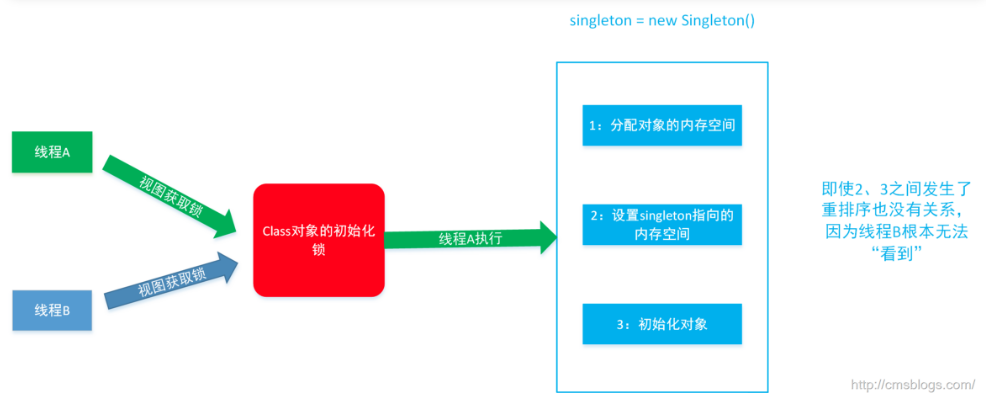 singleton = new Singleton()
1：分配对象的内存空间
线程A
视图获取锁
Class对象的初始化
锁
线程A执行
2：设置singleton指向的
内存空间
即使2、3之间发生了
重排序也没有关系，
因为线程B根本无法
“看到”
视图获取锁
线程B
3：初始化对象
http://cmsblogs.com/